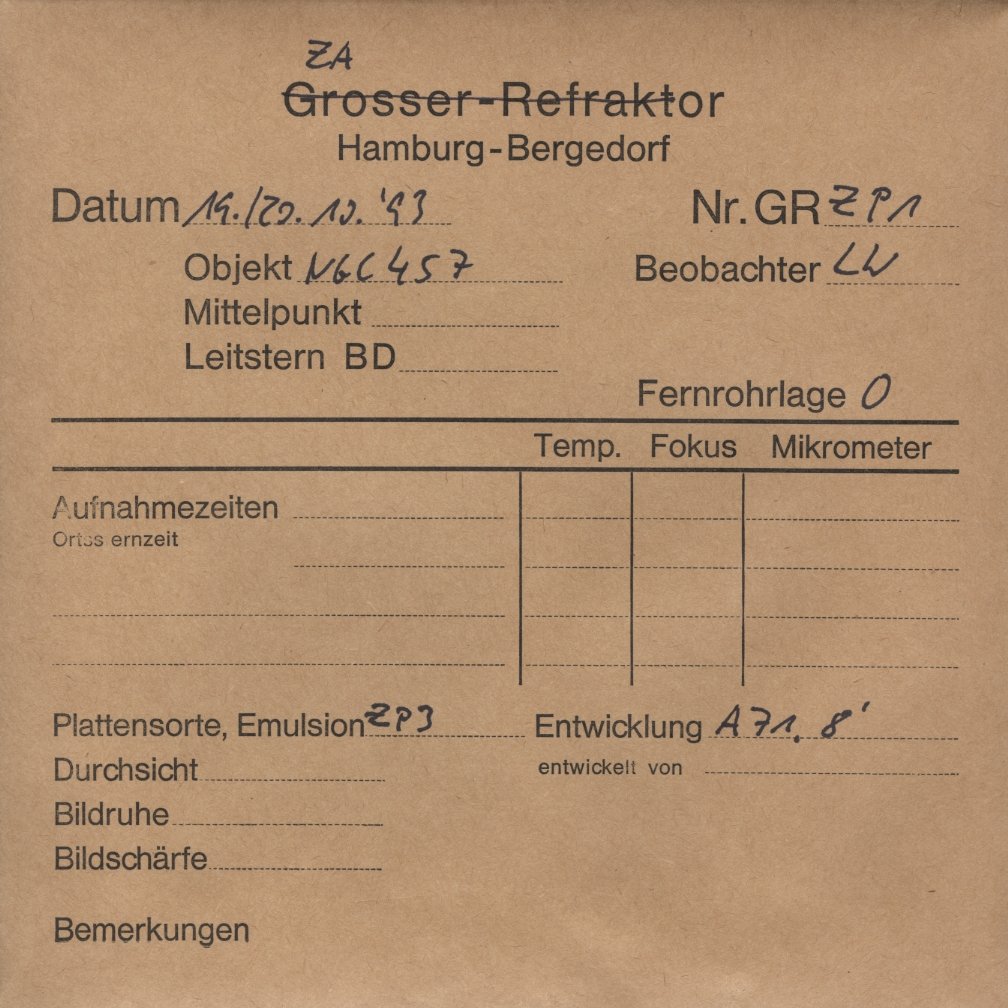 ZA
Grosser-Refraktor
Hamburg-Bergedorf
Datum 19./20. 10. '93 Nr. GR ZP1
Objekt NGC 457 Beobachter LW
Mittelpunkt
Leitstern BD
Fernrohrlage O
Temp. Fokus Mikrometer
Aufnahmezeiten
ernzeit
Plattensorte, Emulsion ZP3 Entwicklung A71, 8'
Durchsicht entwickelt von
Bildruhe
Bildschärfe
Bemerkungen